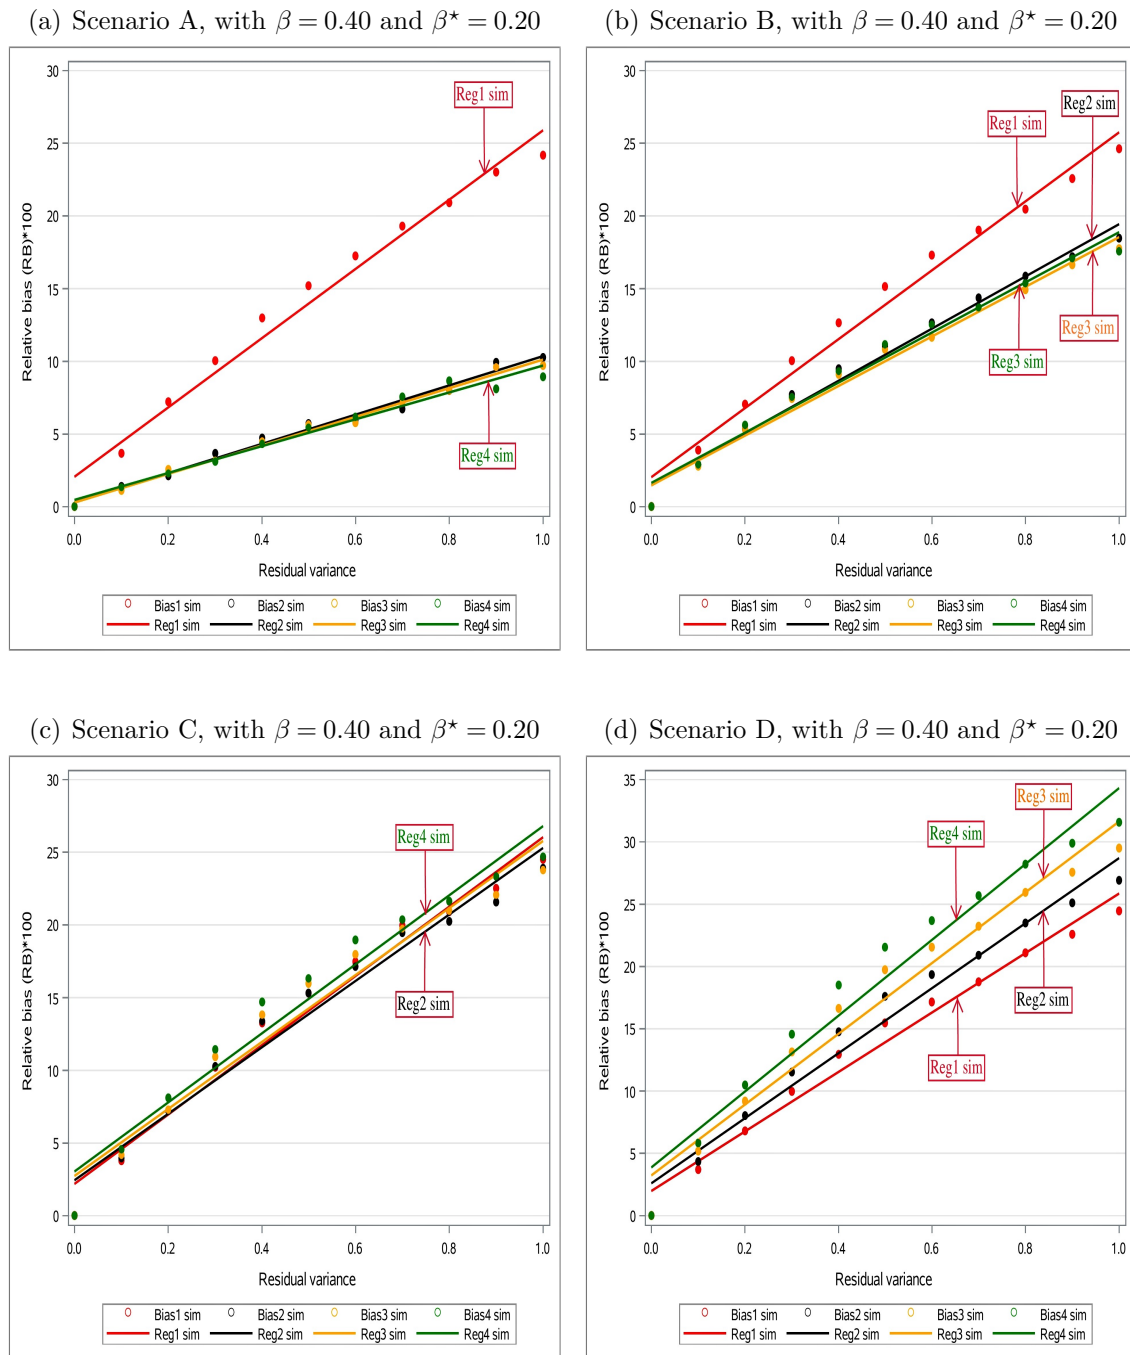 (a) Scenario A, with β = 0.40 and β⋆ = 0.20
30
25
20
15
10
5
0
Relative bias (RB)*100
Reg1 sim
Reg4 sim
0.0 0.2 0.4 0.6 0.8 1.0
Residual variance
Bias1 sim Bias2 sim Bias3 sim Bias4 sim
Reg1 sim Reg2 sim Reg3 sim Reg4 sim
(b) Scenario B, with β = 0.40 and β⋆ = 0.20
30
25
20
15
10
5
0
Relative bias (RB)*100
Reg2 sim
Reg1 sim
Reg3 sim
Reg3 sim
0.0 0.2 0.4 0.6 0.8 1.0
Residual variance
Bias1 sim Bias2 sim Bias3 sim Bias4 sim
Reg1 sim Reg2 sim Reg3 sim Reg4 sim
(c) Scenario C, with β = 0.40 and β⋆ = 0.20
30
25
20
15
10
5
0
Relative bias (RB)*100
Reg4 sim
Reg2 sim
0.0 0.2 0.4 0.6 0.8 1.0
Residual variance
Bias1 sim Bias2 sim Bias3 sim Bias4 sim
Reg1 sim Reg2 sim Reg3 sim Reg4 sim
(d) Scenario D, with β = 0.40 and β⋆ = 0.20
35
30
25
20
15
10
5
0
Relative bias (RB)*100
Reg3 sim
Reg4 sim
Reg2 sim
Reg1 sim
0.0 0.2 0.4 0.6 0.8 1.0
Residual variance
Bias1 sim Bias2 sim Bias3 sim Bias4 sim
Reg1 sim Reg2 sim Reg3 sim Reg4 sim